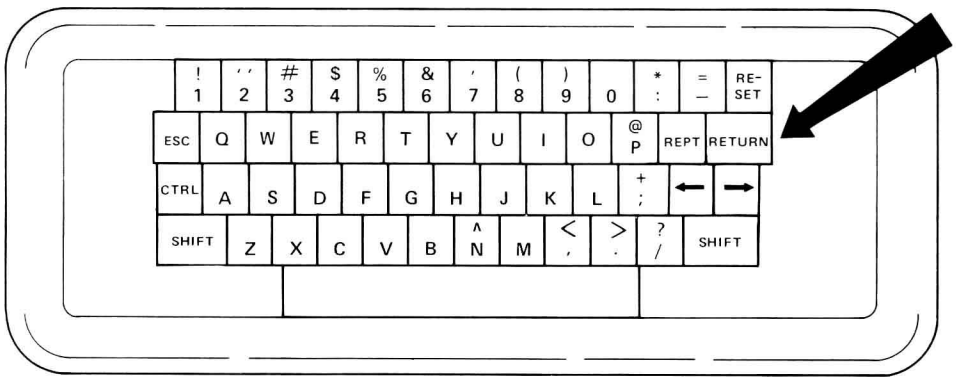 ! '' # $ % & ' ( ) * = RE-
1 2 3 4 5 6 7 8 9 0 : – SET
ESC Q W E R T Y U I O @ P REPT RETURN
CTRL A S D F G H J K L + ; ← →
SHIFT Z X C V B ^ N M < , > . ? / SHIFT